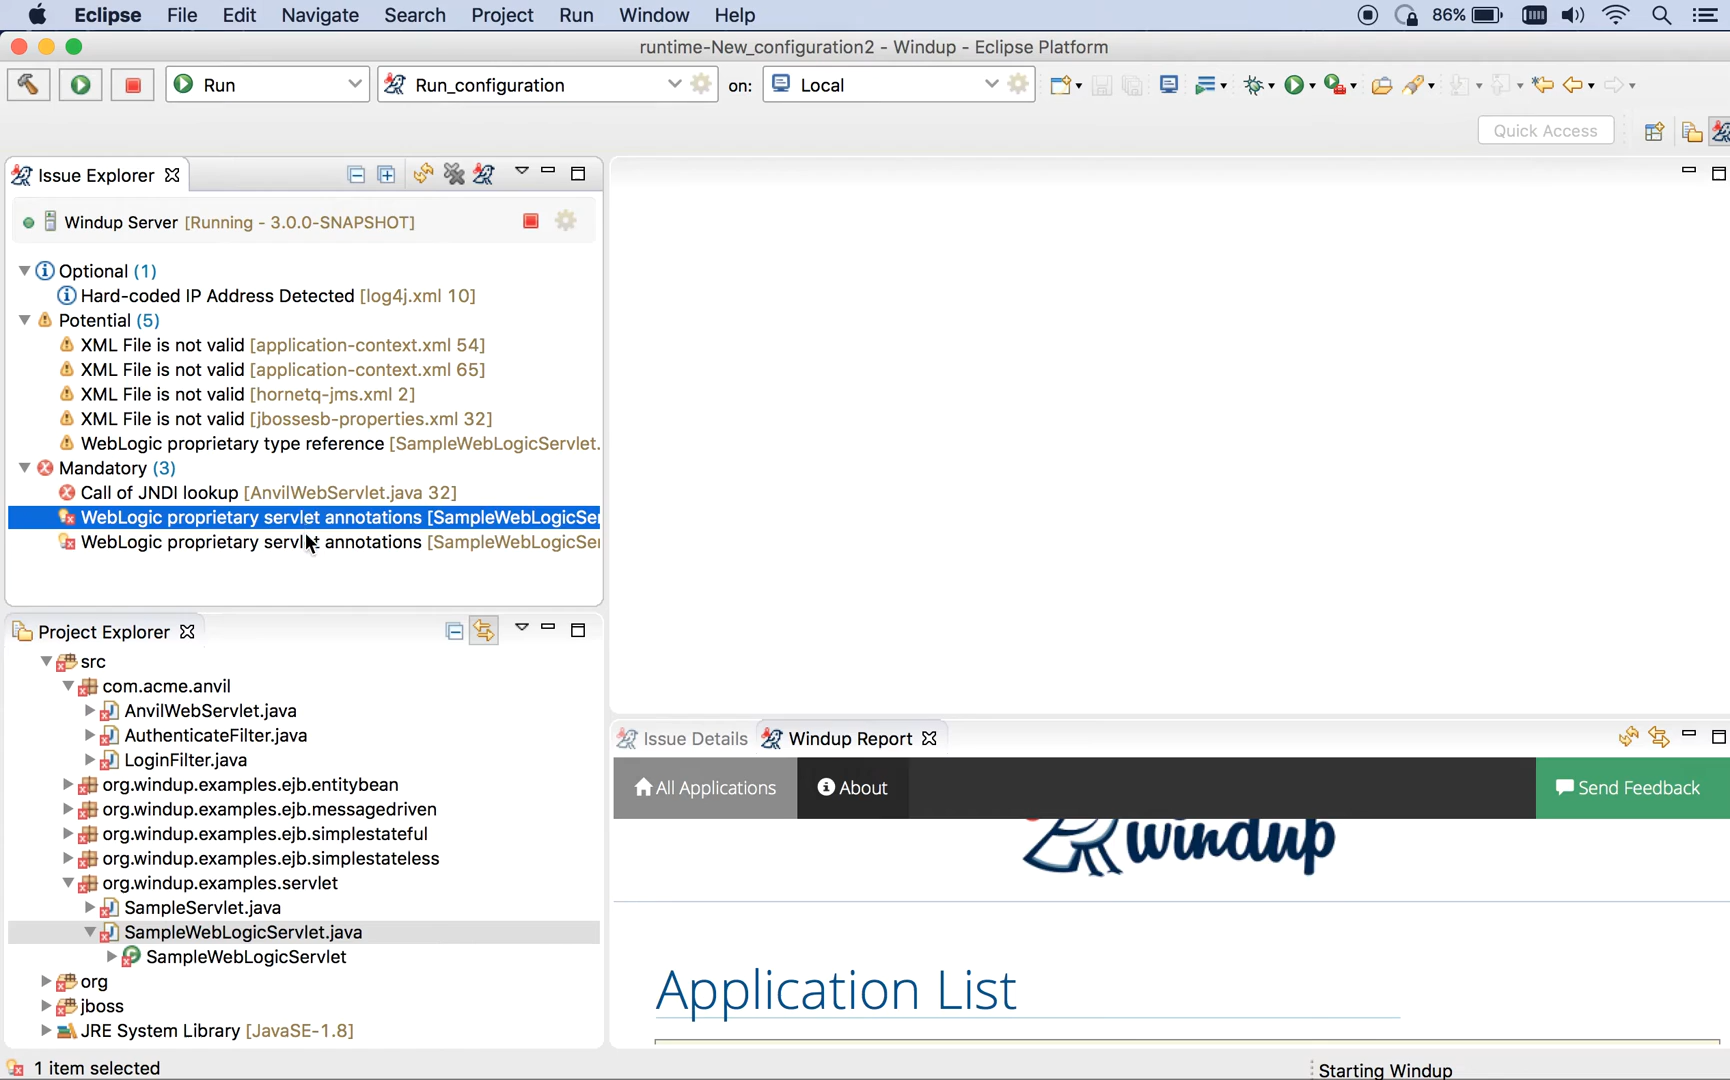 Eclipse File Edit Navigate Search Project Run Window Help 86%
runtime-New_configuration2 - Windup - Eclipse Platform
Run Run_configuration on: Local
Quick Access
Issue Explorer
Windup Server [Running - 3.0.0-SNAPSHOT]
Optional (1)
Hard-coded IP Address Detected [log4j.xml 10]
Potential (5)
XML File is not valid [application-context.xml 54]
XML File is not valid [application-context.xml 65]
XML File is not valid [hornetq-jms.xml 2]
XML File is not valid [jbossesb-properties.xml 32]
WebLogic proprietary type reference [SampleWebLogicServlet.
Mandatory (3)
Call of JNDI lookup [AnvilWebServlet.java 32]
WebLogic proprietary servlet annotations [SampleWebLogicSer
WebLogic proprietary servlet annotations [SampleWebLogicSer
Project Explorer
src
com.acme.anvil
AnvilWebServlet.java
AuthenticateFilter.java
LoginFilter.java
org.windup.examples.ejb.entitybean
org.windup.examples.ejb.messagedriven
org.windup.examples.ejb.simplestateful
org.windup.examples.ejb.simplestateless
org.windup.examples.servlet
SampleServlet.java
SampleWebLogicServlet.java
SampleWebLogicServlet
org
jboss
JRE System Library [JavaSE-1.8]
Issue Details Windup Report
All Applications About Send Feedback
windup
Application List
1 item selected
Starting Windup